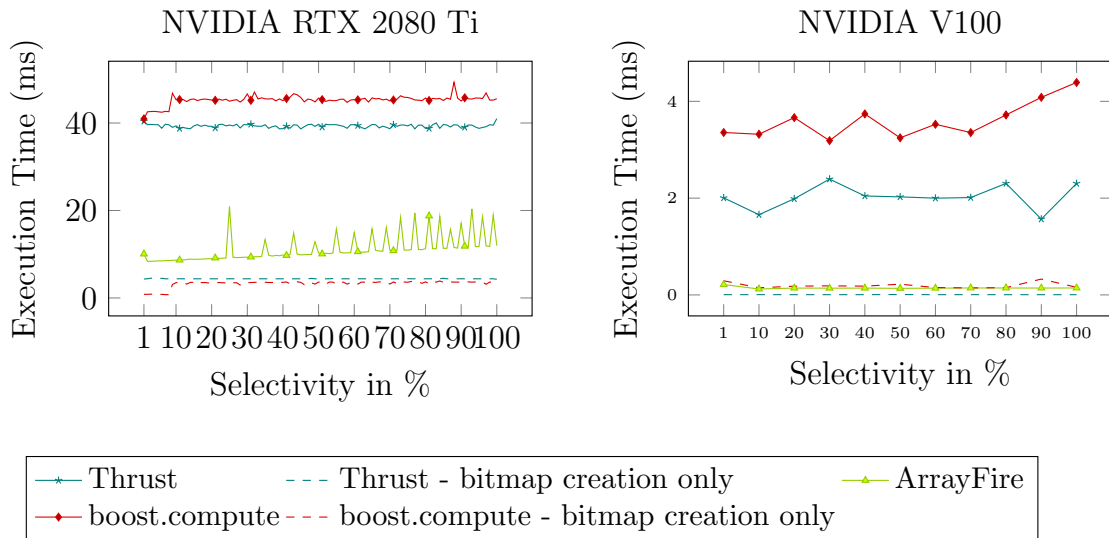 NVIDIA RTX 2080 Ti
NVIDIA V100
Execution Time (ms)
40
20
0
1 10 20 30 40 50 60 70 80 90 100
Selectivity in %
Execution Time (ms)
4
2
0
1 10 20 30 40 50 60 70 80 90 100
Selectivity in %
Thrust
Thrust - bitmap creation only
ArrayFire
boost.compute
boost.compute - bitmap creation only